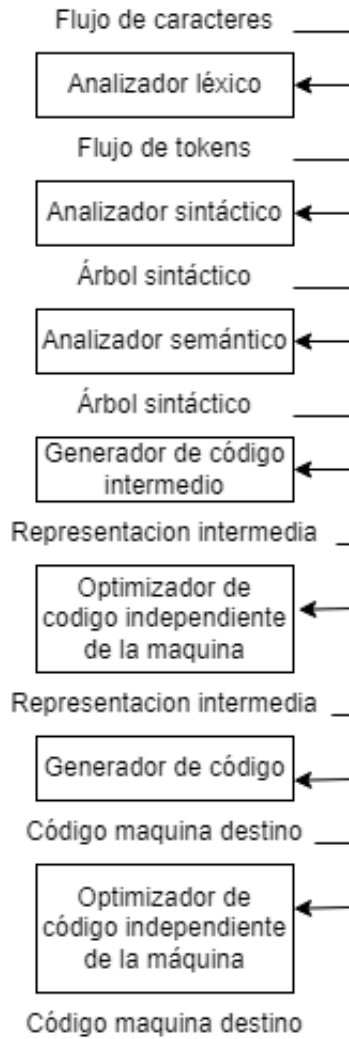 Flujo de caracteres
Analizador léxico
Flujo de tokens
Analizador sintáctico
Árbol sintáctico
Analizador semántico
Árbol sintáctico
Generador de código
intermedio
Representacion intermedia
Optimizador de
codigo independiente
de la maquina
Representacion intermedia
Generador de código
Código maquina destino
Optimizador de
código independiente
de la máquina
Código maquina destino